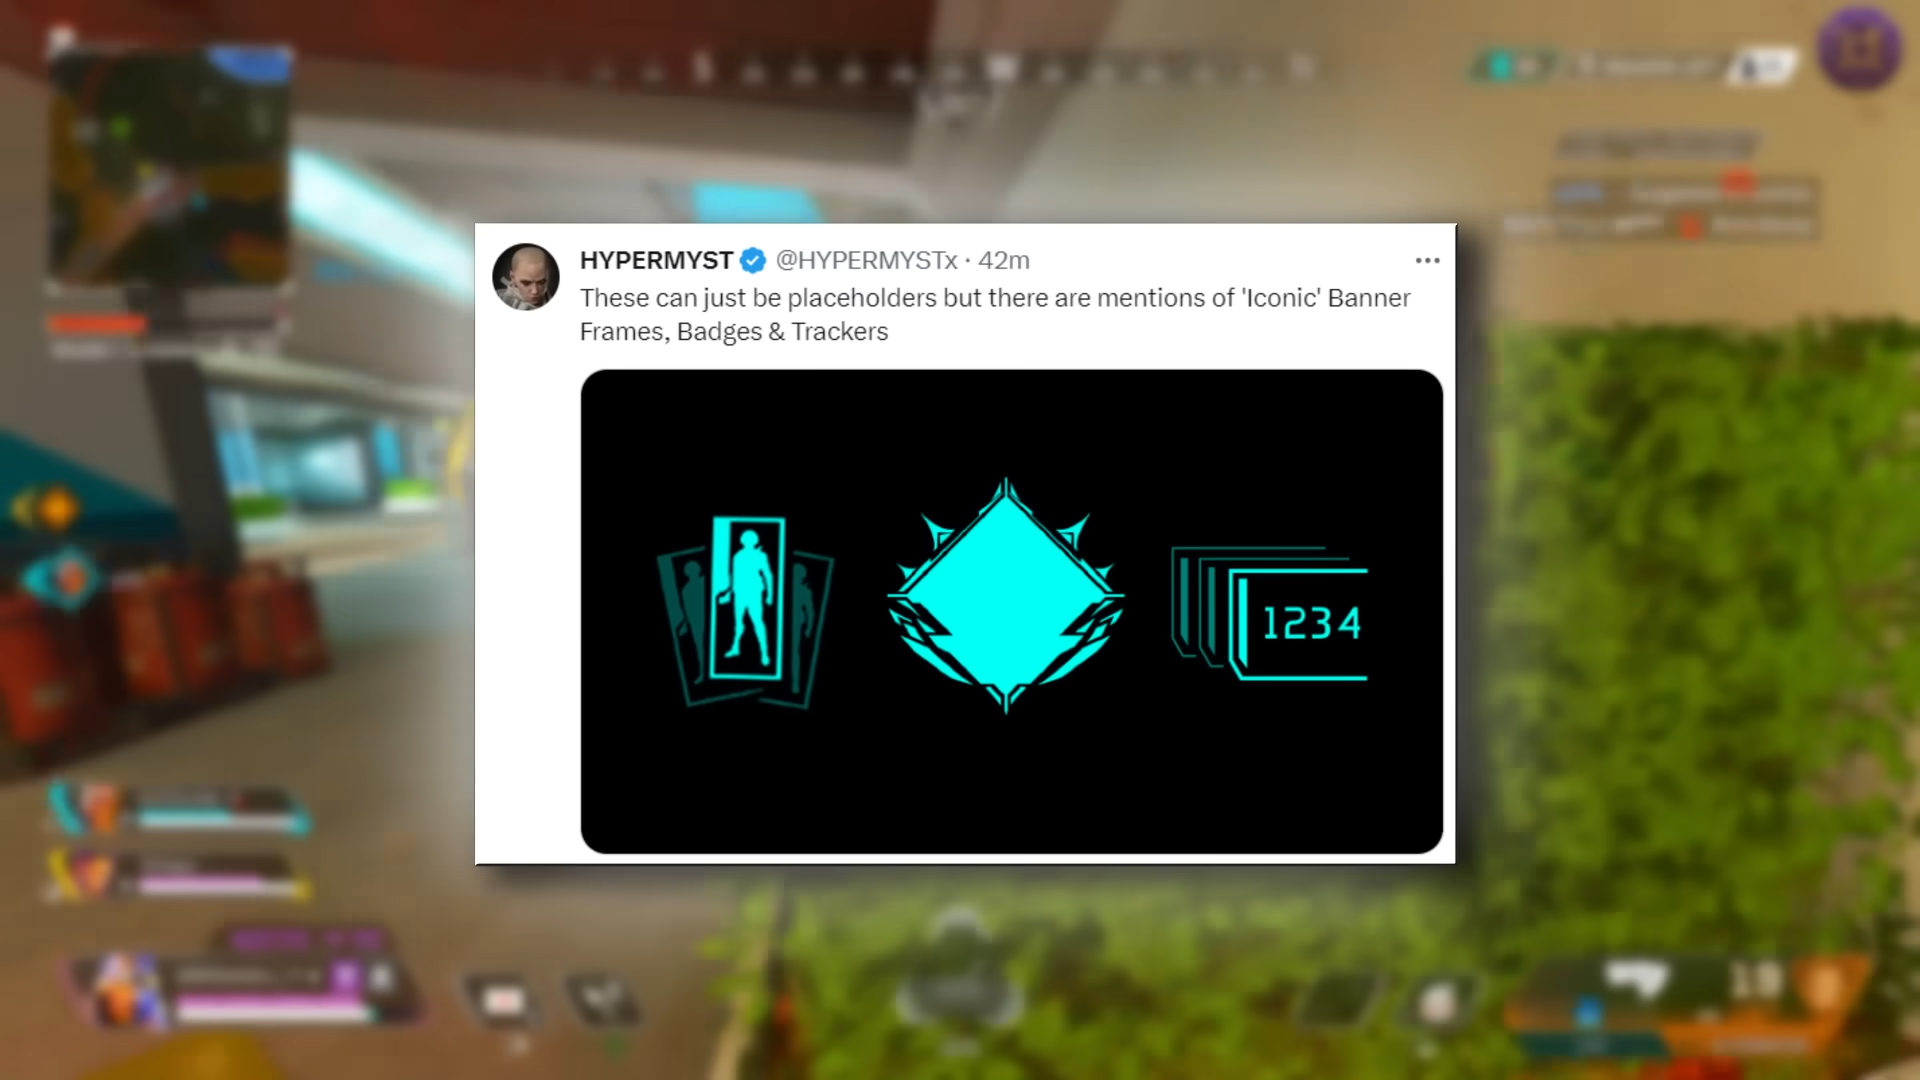 HYPERMYST @HYPERMYSTx · 42m
These can just be placeholders but there are mentions of 'Iconic' Banner
Frames, Badges & Trackers
1234